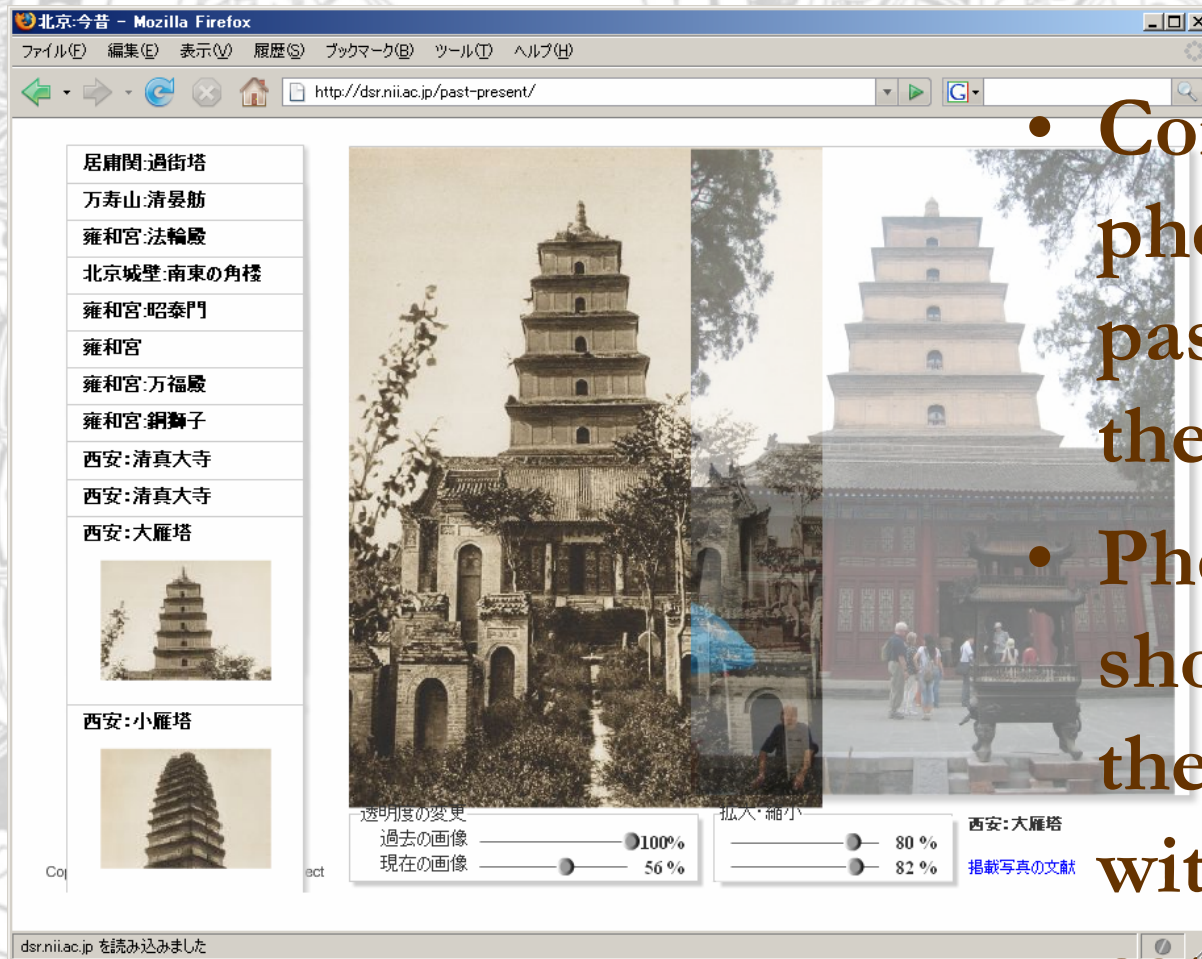 北京:今昔 - Mozilla Firefox
ファイル(F) 編集(E) 表示(V) 履歴(S) ブックマーク(B) ツール(T) ヘルプ(H)
http://dsr.nii.ac.jp/past-present/
G
居庸関:過街塔
万寿山:清晏舫
雍和宮:法輪殿
北京城壁:南東の角楼
雍和宮:昭泰門
雍和宮
雍和宮:万福殿
雍和宮:銅獅子
西安:清真大寺
西安:清真大寺
西安:大雁塔
西安:小雁塔
透明度の変更
過去の画像 100%
現在の画像 56 %
拡大・縮小
80 %
82 %
西安:大雁塔
掲載写真の文献
dsr.nii.ac.jp を読み込みました
• Co
pho
pas
the
• Pho
sho
the
wit